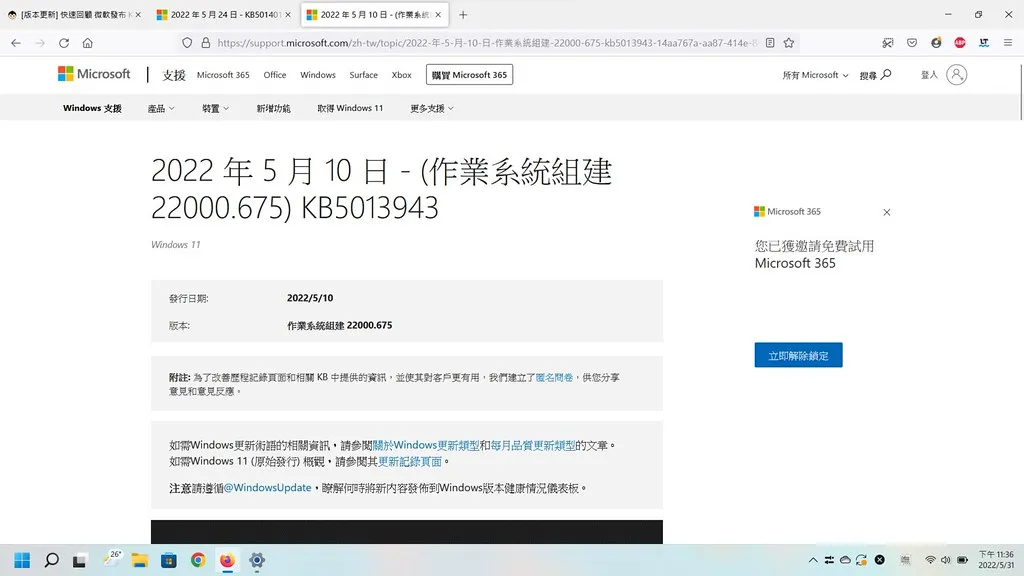 [版本更新] 快速回顧 微軟發布 K
2022 年 5 月 24 日 - KB501401
2022 年 5 月 10 日 - (作業系統
https://support.microsoft.com/zh-tw/topic/2022-年-5-月-10-日-作業系統組建-22000-675-kb5013943-14aa767a-aa87-414e-8
Microsoft 支援 Microsoft 365 Office Windows Surface Xbox 購買 Microsoft 365 所有 Microsoft 搜尋 登入
Windows 支援 產品 裝置 新增功能 取得 Windows 11 更多支援
2022 年 5 月 10 日 - (作業系統組建
22000.675) KB5013943
Windows 11
發行日期: 2022/5/10
版本: 作業系統組建 22000.675
附註: 為了改善歷程記錄頁面和相關 KB 中提供的資訊，並使其對客戶更有用，我們建立了匿名問卷，供您分享
意見和意見反應。
如需Windows更新術語的相關資訊，請參閱關於Windows更新類型和每月品質更新類型的文章。
如需Windows 11 (原始發行) 概觀，請參閱其更新記錄頁面。
注意請遵循@WindowsUpdate，瞭解何時將新內容發佈到Windows版本健康情況儀表板。
Microsoft 365
您已獲邀請免費試用
Microsoft 365
立即解除鎖定
26°
ABP
LT
下午 11:36
2022/5/31